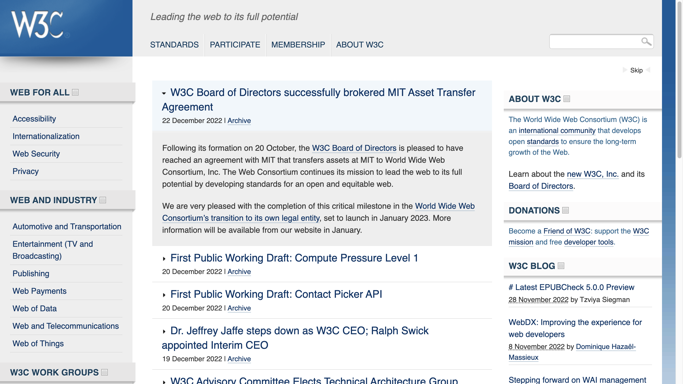 W3C
Leading the web to its full potential
STANDARDS PARTICIPATE MEMBERSHIP ABOUT W3C
Skip
WEB FOR ALL
Accessibility
Internationalization
Web Security
Privacy
WEB AND INDUSTRY
Automotive and Transportation
Entertainment (TV and
Broadcasting)
Publishing
Web Payments
Web of Data
Web and Telecommunications
Web of Things
W3C WORK GROUPS
W3C Board of Directors successfully brokered MIT Asset Transfer
Agreement
22 December 2022 | Archive
Following its formation on 20 October, the W3C Board of Directors is pleased to have
reached an agreement with MIT that transfers assets at MIT to World Wide Web
Consortium, Inc. The Web Consortium continues its mission to lead the web to its full
potential by developing standards for an open and equitable web.
We are very pleased with the completion of this critical milestone in the World Wide Web
Consortium's transition to its own legal entity, set to launch in January 2023. More
information will be available from our website in January.
First Public Working Draft: Compute Pressure Level 1
20 December 2022 | Archive
First Public Working Draft: Contact Picker API
20 December 2022 | Archive
Dr. Jeffrey Jaffe steps down as W3C CEO; Ralph Swick
appointed Interim CEO
19 December 2022 | Archive
W3C Advisory Committee Elects Technical Architecture Group
ABOUT W3C
The World Wide Web Consortium (W3C) is
an international community that develops
open standards to ensure the long-term
growth of the Web.
Learn about the new W3C, Inc. and its
Board of Directors.
DONATIONS
Become a Friend of W3C: support the W3C
mission and free developer tools.
W3C BLOG
# Latest EPUBCheck 5.0.0 Preview
28 November 2022 by Tzviya Siegman
WebDX: Improving the experience for
web developers
8 November 2022 by Dominique Hazaël-
Massieux
Stepping forward on WAI management